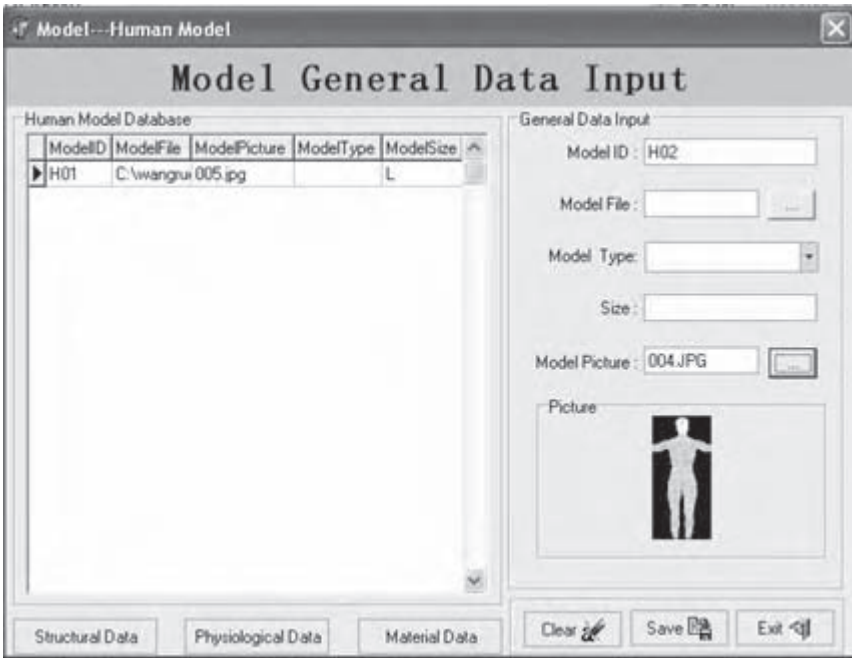 Model---Human Model
Model General Data Input
Human Model Database
ModelID ModelFile ModelPicture ModelType ModelSize
H01 C:\wangrui 005.jpg L
General Data Input
Model ID : H02
Model File : ...
Model Type:
Size :
Model Picture : 004.JPG ...
Picture
Structural Data Physiological Data Material Data
Clear Save Exit